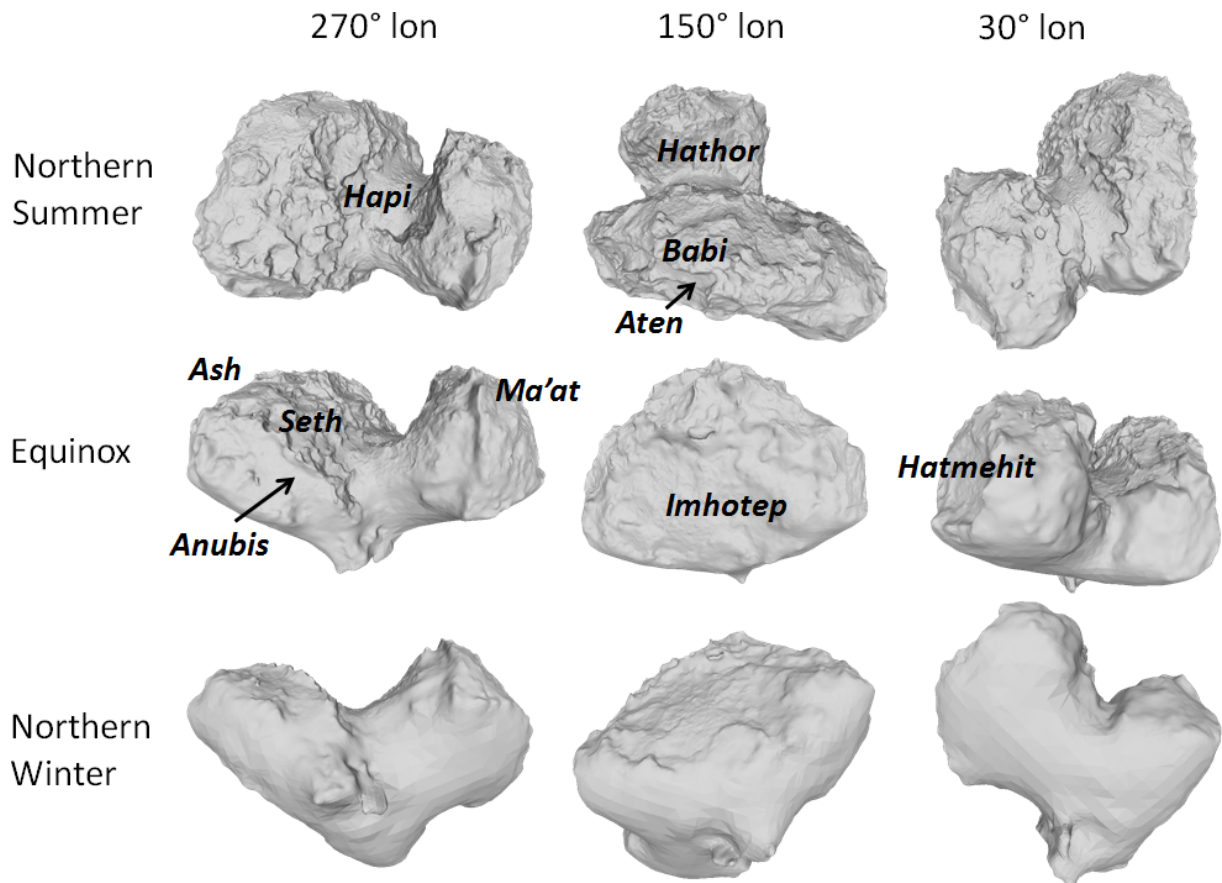 270° lon
150° lon
30° lon
Northern
Summer
Hapi
Hathor
Babi
Aten
Equinox
Ash
Seth
Ma’at
Anubis
Imhotep
Hatmehit
Northern
Winter